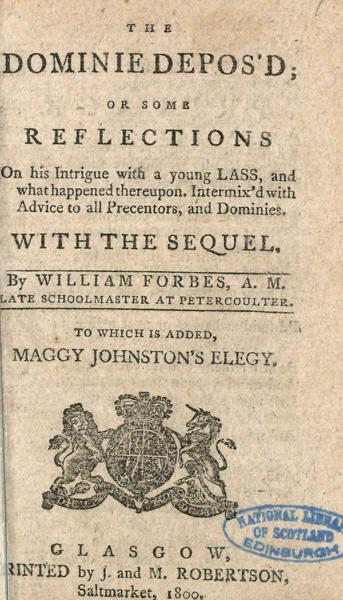 THE
DOMINIE DEPOS'D;
OR SOME
REFLECTIONS
On his Intrigue with a young LASS, and
what happened thereupon. Intermix'd with
Advice to all Precentors, and Dominies.
WITH THE SEQUEL.
By WILLIAM FORBES, A. M.
LATE SCHOOLMASTER AT PETERCOULTER.
TO WHICH IS ADDED,
MAGGY JOHNSTON'S ELEGY.
NATIONAL LIBRA
OF SCOTLAND
EDINBURGH
GLASGOW,
RINTED by J. and M. ROBERTSON,
Saltmarket, 1800.